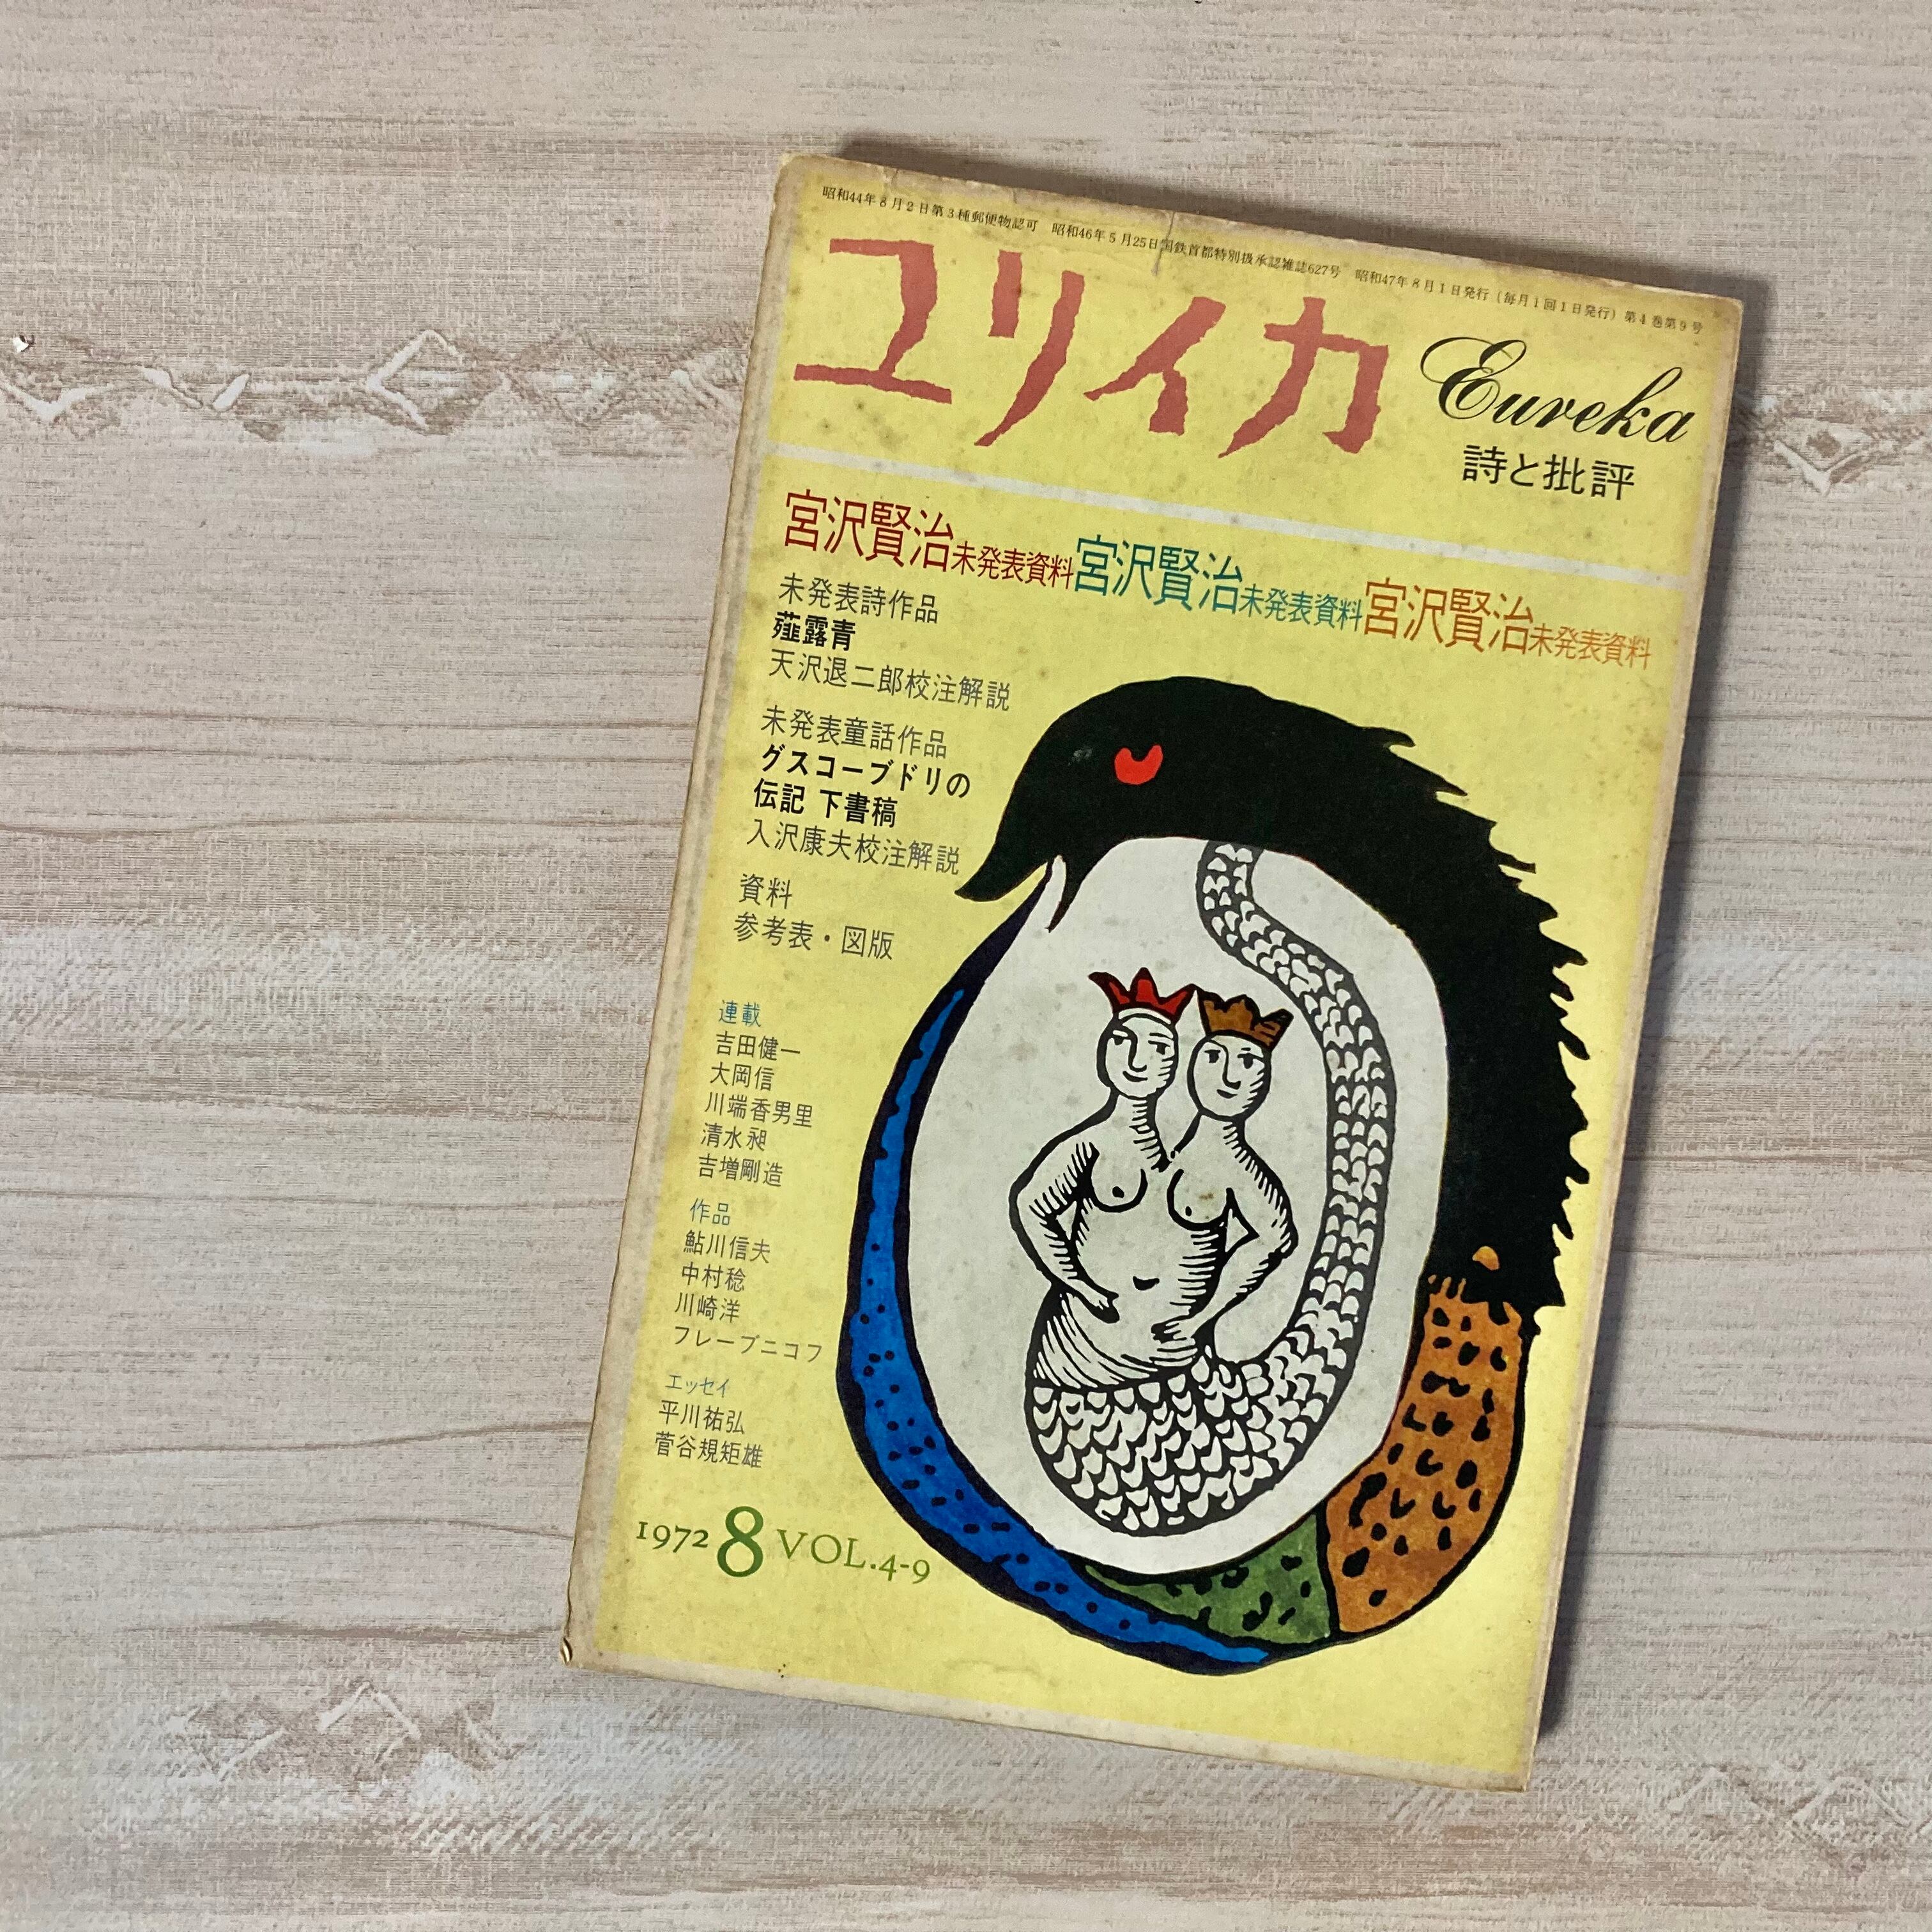 昭和44年8月2日第3種郵便物認可　昭和46年5月25日国鉄首都特別扱承認雑誌627号　昭和47年8月1日発行（毎月1回1日発行）第4巻第9号
ユリイカ
Eureka
詩と批評
宮沢賢治未発表資料宮沢賢治未発表資料宮沢賢治未発表資料
未発表詩作品
薤露青
天沢退二郎校注解説
未発表童話作品
グスコーブドリの
伝記 下書稿
入沢康夫校注解説
資料
参考表・図版
連載
吉田健一
大岡信
川端香男里
清水昶
吉増剛造
作品
鮎川信夫
中村稔
川崎洋
フレーブニコフ
エッセイ
平川祐弘
菅谷規矩雄
1972 8 VOL.4-9